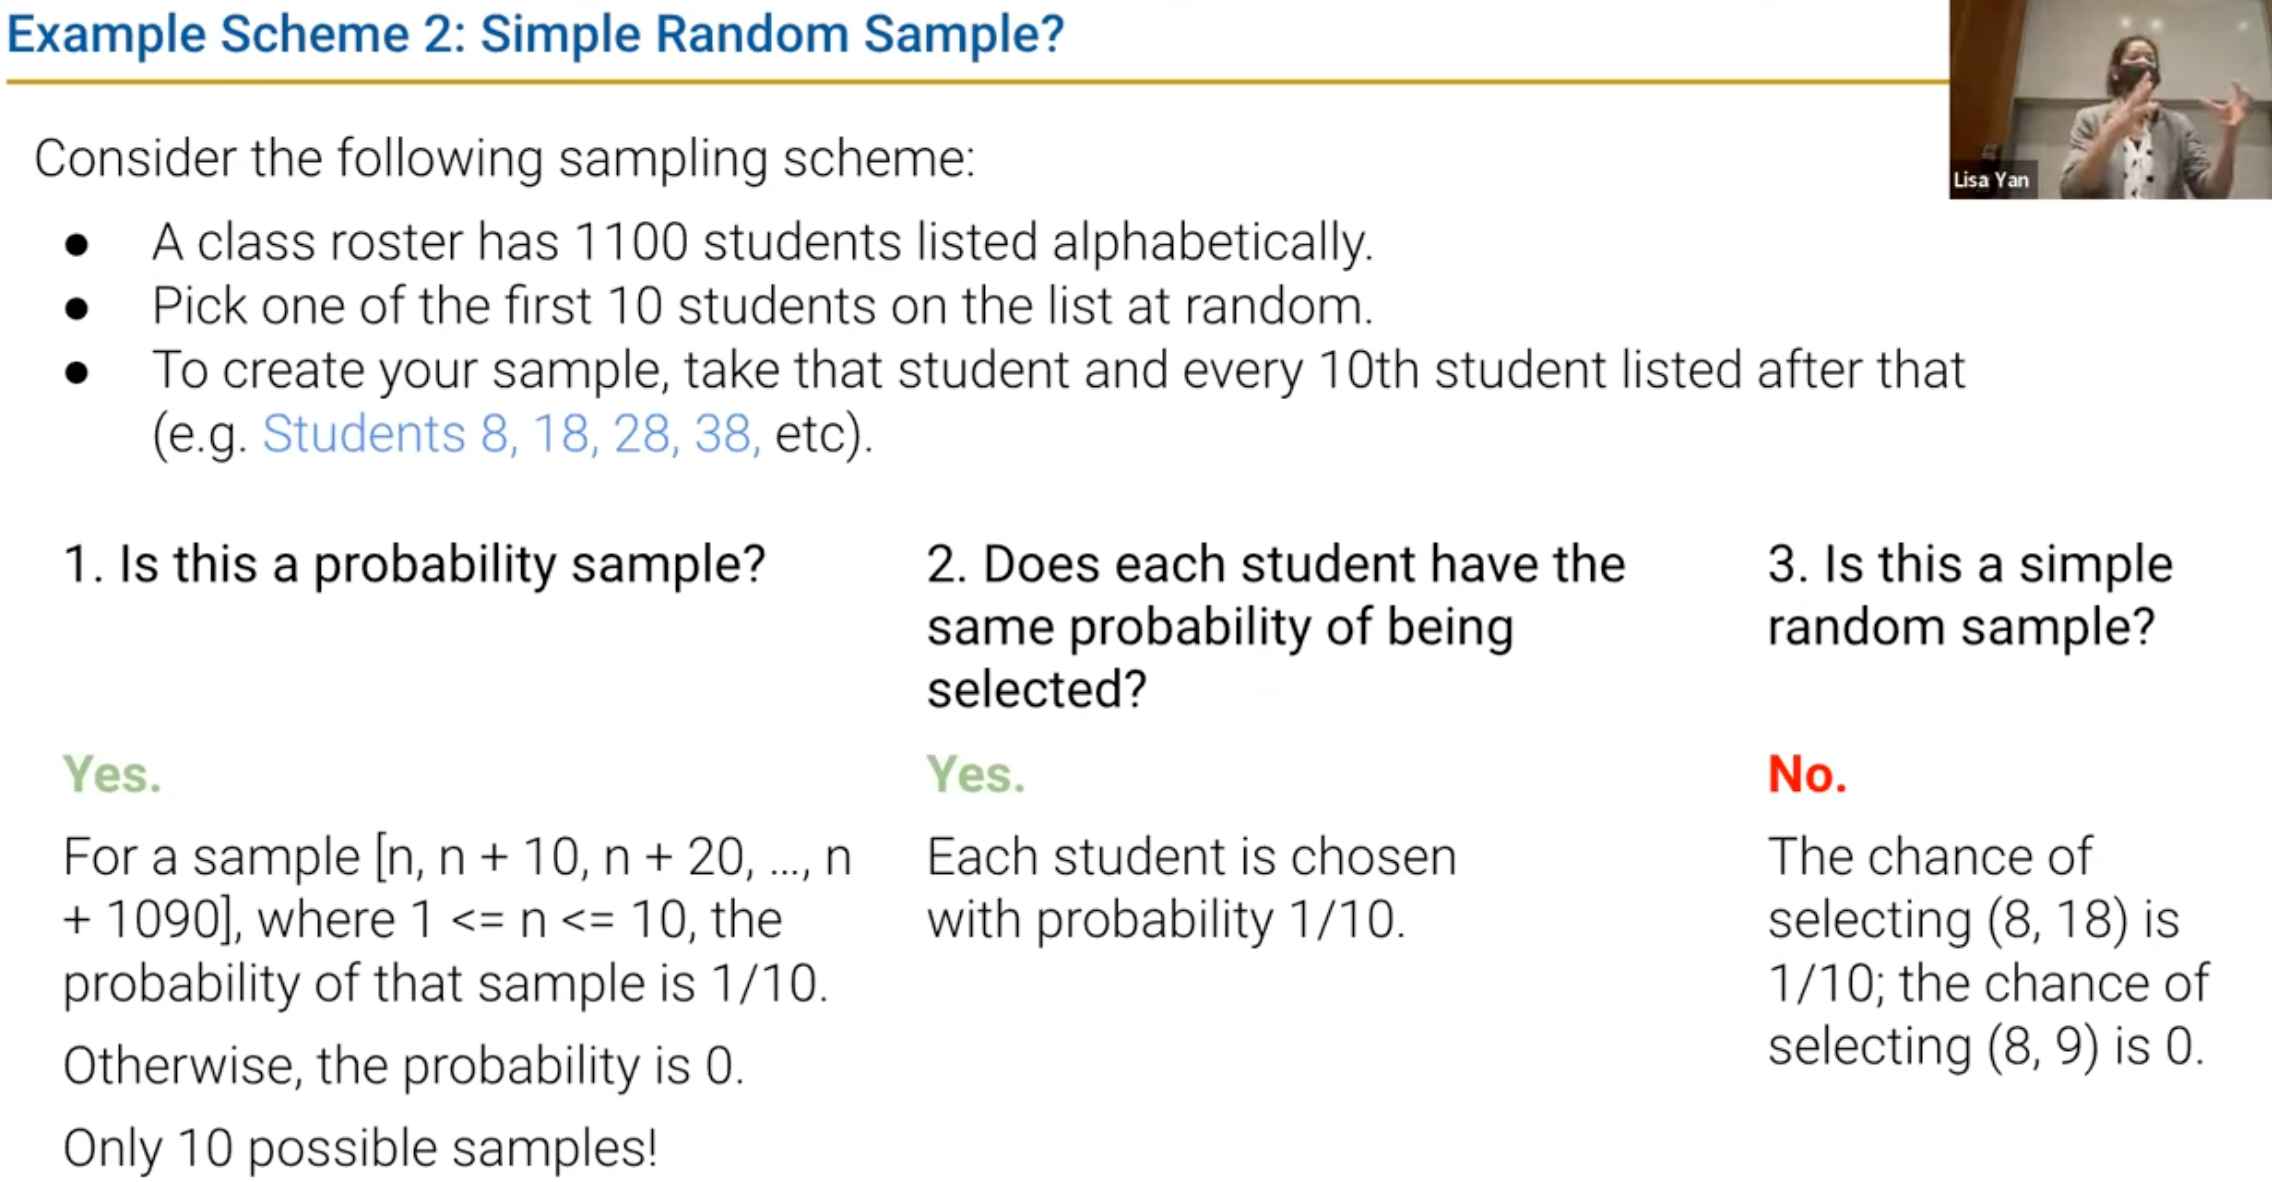 Example Scheme 2: Simple Random Sample?
Lisa Yan
Consider the following sampling scheme:
● A class roster has 1100 students listed alphabetically.
● Pick one of the first 10 students on the list at random.
● To create your sample, take that student and every 10th student listed after that
(e.g. Students 8, 18, 28, 38, etc).
1. Is this a probability sample?
Yes.
For a sample [n, n + 10, n + 20, ..., n
+ 1090], where 1 <= n <= 10, the
probability of that sample is 1/10.
Otherwise, the probability is 0.
Only 10 possible samples!
2. Does each student have the
same probability of being
selected?
Yes.
Each student is chosen
with probability 1/10.
3. Is this a simple
random sample?
No.
The chance of
selecting (8, 18) is
1/10; the chance of
selecting (8, 9) is 0.